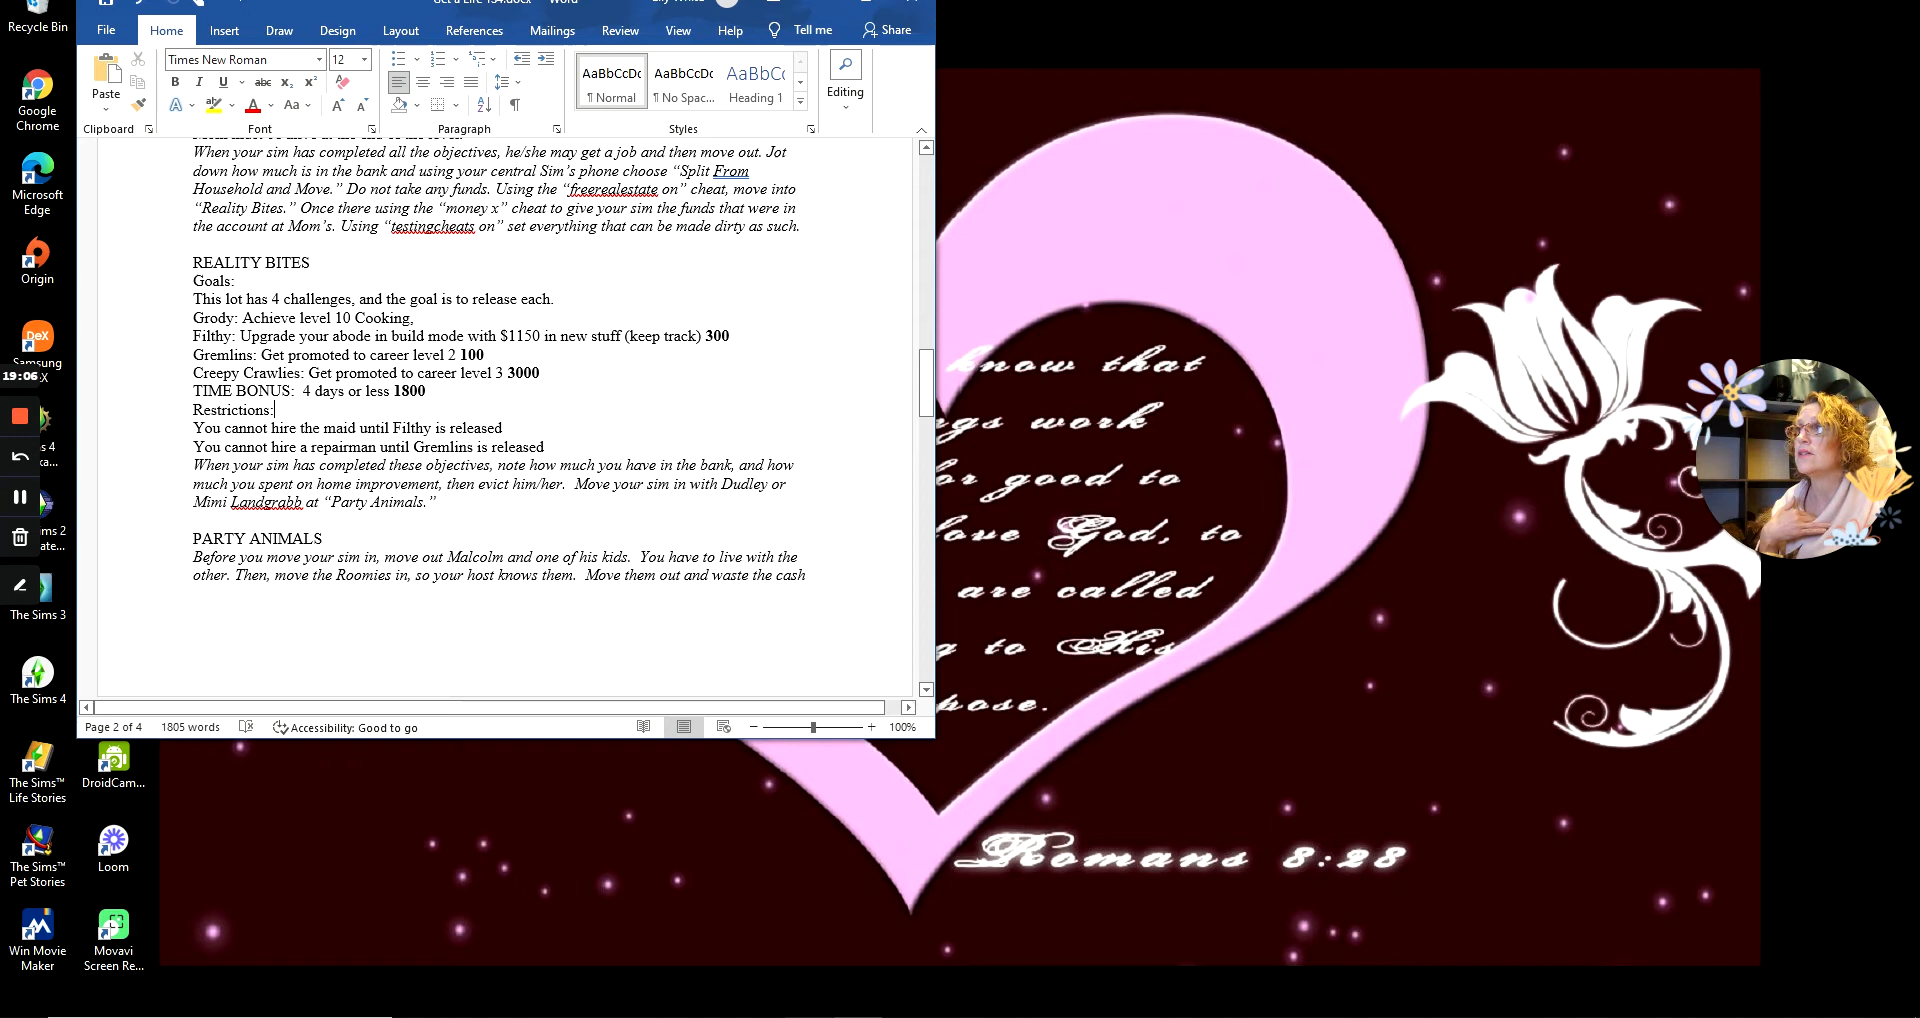 Recycle Bin
Google
Chrome
Microsoft
Edge
Origin
Samsung
DeX
19:06
The Sims 3
The Sims 4
The Sims™
Life Stories
DroidCam...
The Sims™
Pet Stories
Loom
Win Movie
Maker
Movavi
Screen Re...
File
Home
Insert
Draw
Design
Layout
References
Mailings
Review
View
Help
Tell me
Share
Paste
Times New Roman
12
AaBbCcDc
AaBbCcDc
AaBbCc
¶ Normal
¶ No Spac...
Heading 1
Editing
Clipboard
Font
Paragraph
Styles
When your sim has completed all the objectives, he/she may get a job and then move out. Jot
down how much is in the bank and using your central Sim's phone choose “Split From
Household and Move.” Do not take any funds. Using the “freerealestate on” cheat, move into
“Reality Bites.” Once there using the “money x” cheat to give your sim the funds that were in
the account at Mom's. Using “testingcheats on” set everything that can be made dirty as such.
REALITY BITES
Goals:
This lot has 4 challenges, and the goal is to release each.
Grody: Achieve level 10 Cooking,
Filthy: Upgrade your abode in build mode with $1150 in new stuff (keep track) 300
Gremlins: Get promoted to career level 2 100
Creepy Crawlies: Get promoted to career level 3 3000
TIME BONUS:  4 days or less 1800
Restrictions:
You cannot hire the maid until Filthy is released
You cannot hire a repairman until Gremlins is released
When your sim has completed these objectives, note how much you have in the bank, and how
much you spent on home improvement, then evict him/her.  Move your sim in with Dudley or
Mimi Landgrabb at “Party Animals.”
PARTY ANIMALS
Before you move your sim in, move out Malcolm and one of his kids.  You have to live with the
other. Then, move the Roomies in, so your host knows them.  Move them out and waste the cash
Page 2 of 4
1805 words
Accessibility: Good to go
100%
know that
work
for good to
love God, to
are called
to His
Romans 8:28